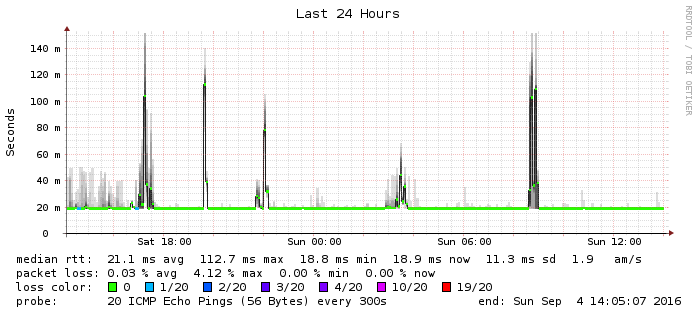 Last 24 Hours
RRDTOOL / TOBI OETIKER
Seconds
140 m
120 m
100 m
80 m
60 m
40 m
20 m
0
Sat 18:00 Sun 00:00 Sun 06:00 Sun 12:00
median rtt: 21.1 ms avg 112.7 ms max 18.8 ms min 18.9 ms now 11.3 ms sd 1.9 am/s
packet loss: 0.03 % avg 4.12 % max 0.00 % min 0.00 % now
loss color: 0 1/20 2/20 3/20 4/20 10/20 19/20
probe: 20 ICMP Echo Pings (56 Bytes) every 300s end: Sun Sep 4 14:05:07 2016